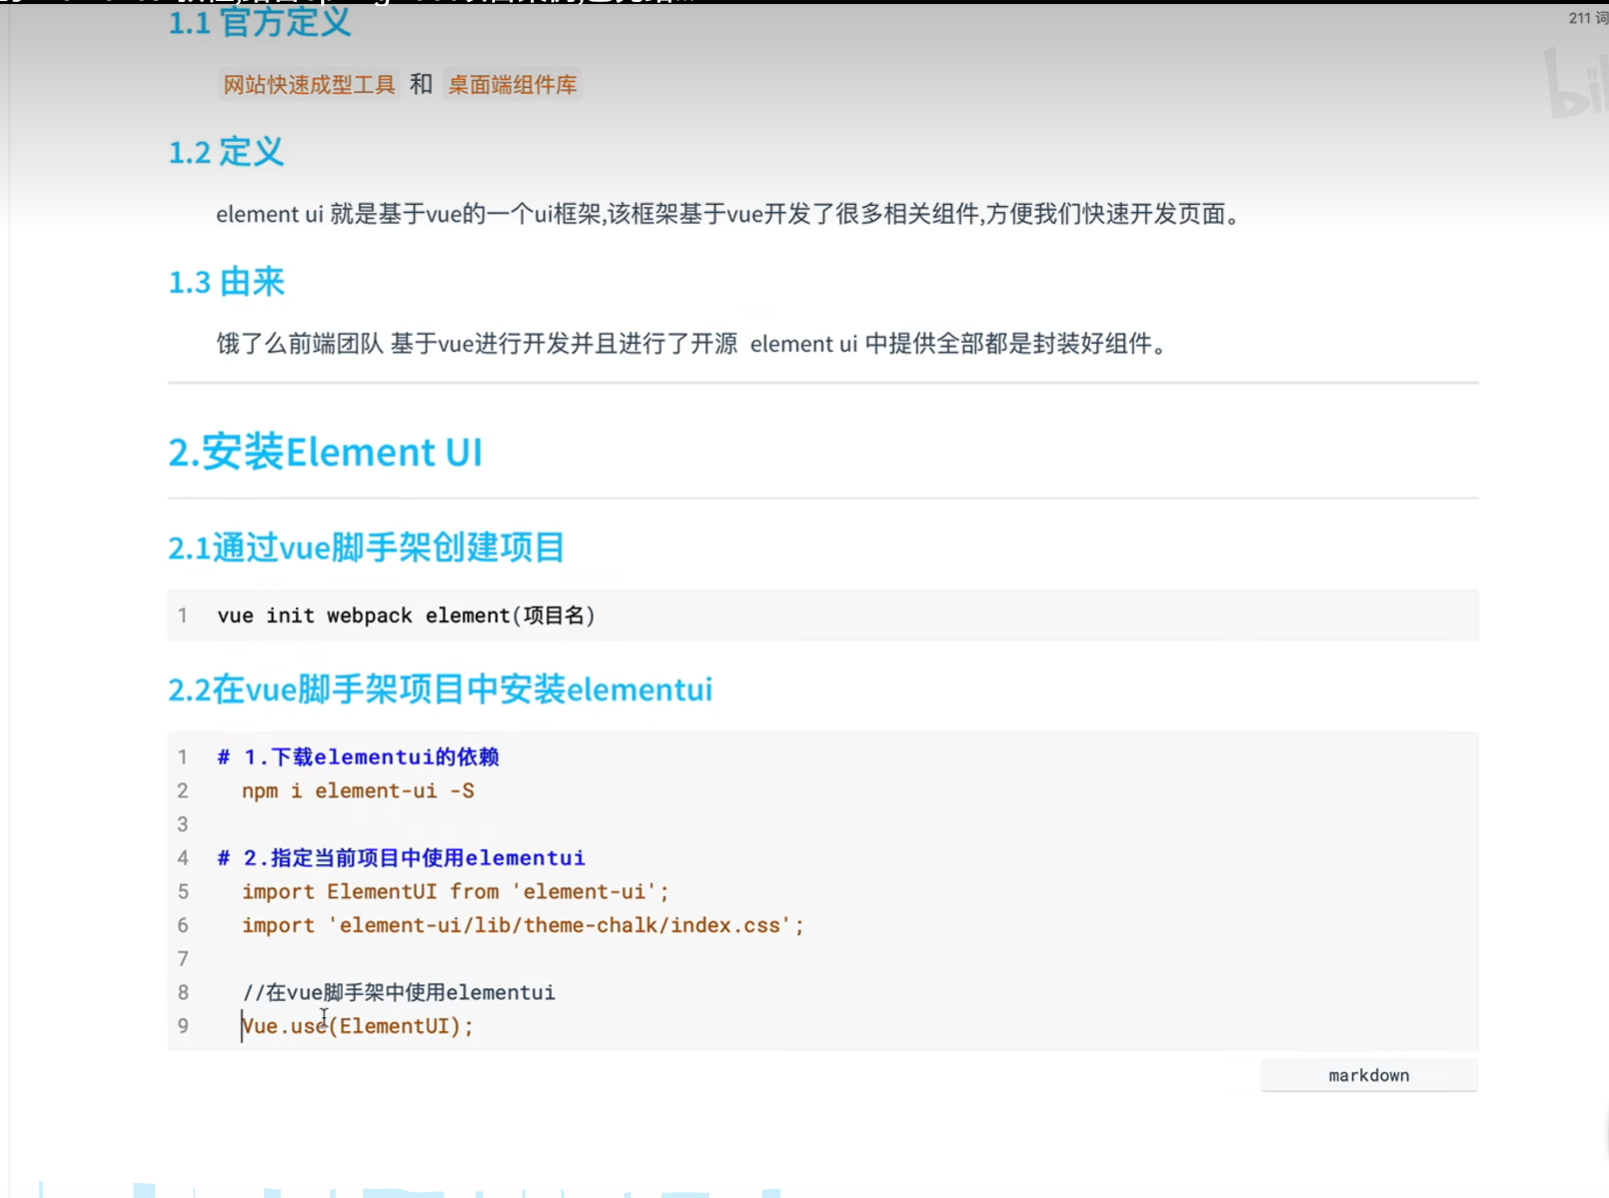 211 词
1.1 官方定义
网站快速成型工具 和 桌面端组件库
1.2 定义
element ui 就是基于vue的一个ui框架,该框架基于vue开发了很多相关组件,方便我们快速开发页面。
1.3 由来
饿了么前端团队 基于vue进行开发并且进行了开源 element ui 中提供全部都是封装好组件。
2.安装Element UI
2.1通过vue脚手架创建项目
1 vue init webpack element(项目名)
2.2在vue脚手架项目中安装elementui
1 # 1.下载elementui的依赖
2 npm i element-ui -S
3
4 # 2.指定当前项目中使用elementui
5 import ElementUI from 'element-ui';
6 import 'element-ui/lib/theme-chalk/index.css';
7
8 //在vue脚手架中使用elementui
9 Vue.use(ElementUI);
markdown